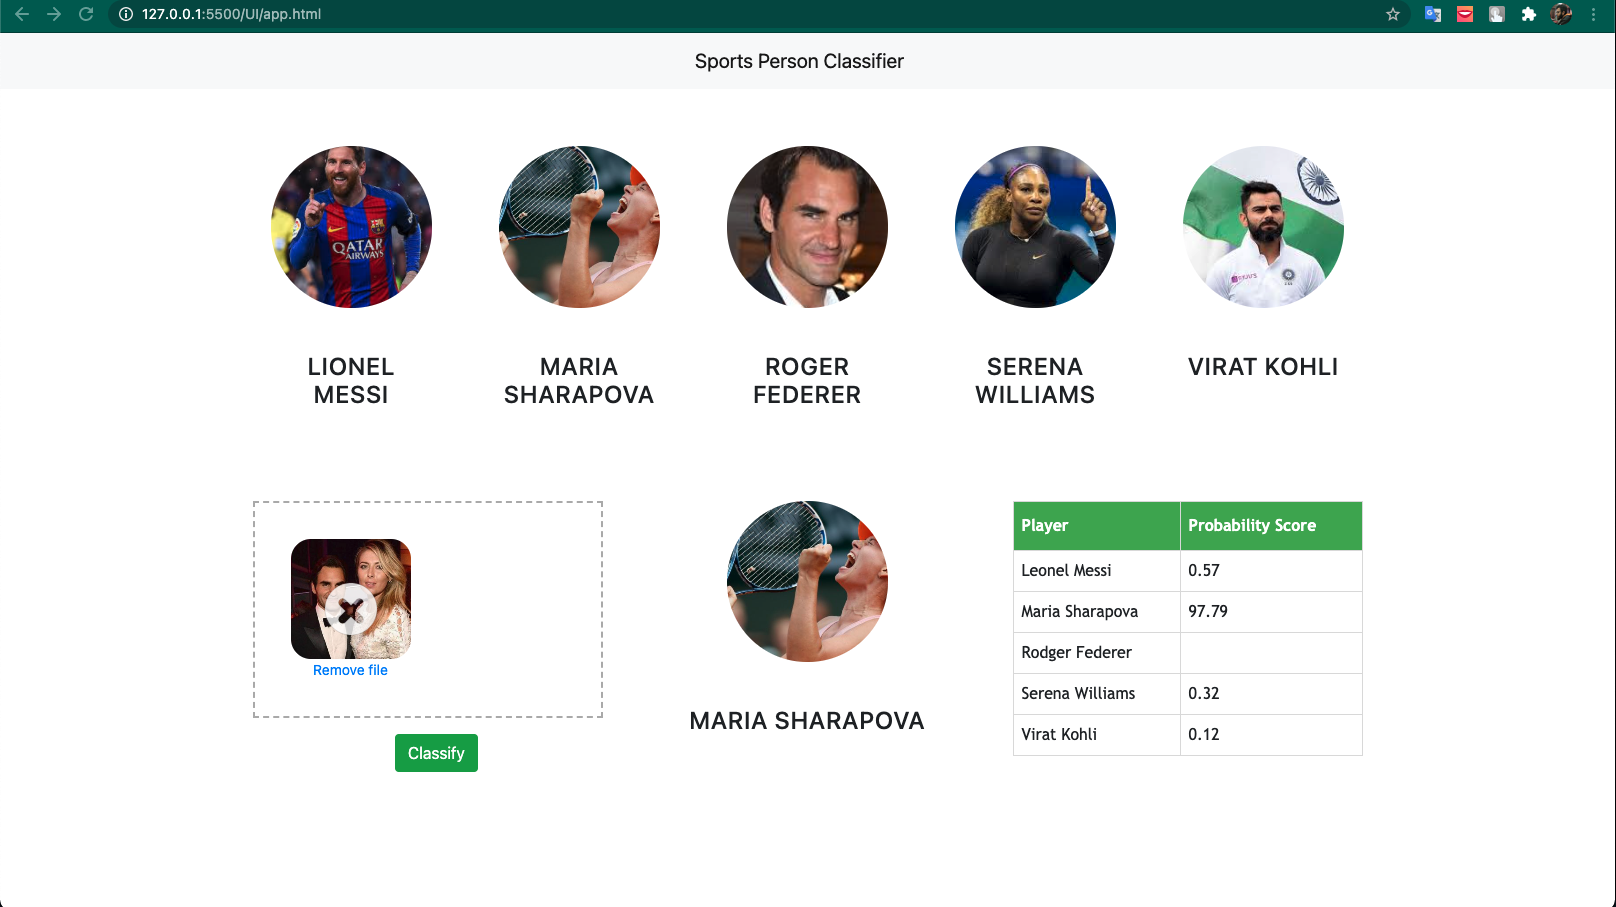 127.0.0.1:5500/UI/app.html
Sports Person Classifier
QATAR
AIRWAYS
LIONEL
MESSI
MARIA
SHARAPOVA
ROGER
FEDERER
SERENA
WILLIAMS
VIRAT KOHLI
Remove file
Classify
MARIA SHARAPOVA
Player Probability Score
Leonel Messi 0.57
Maria Sharapova 97.79
Rodger Federer
Serena Williams 0.32
Virat Kohli 0.12